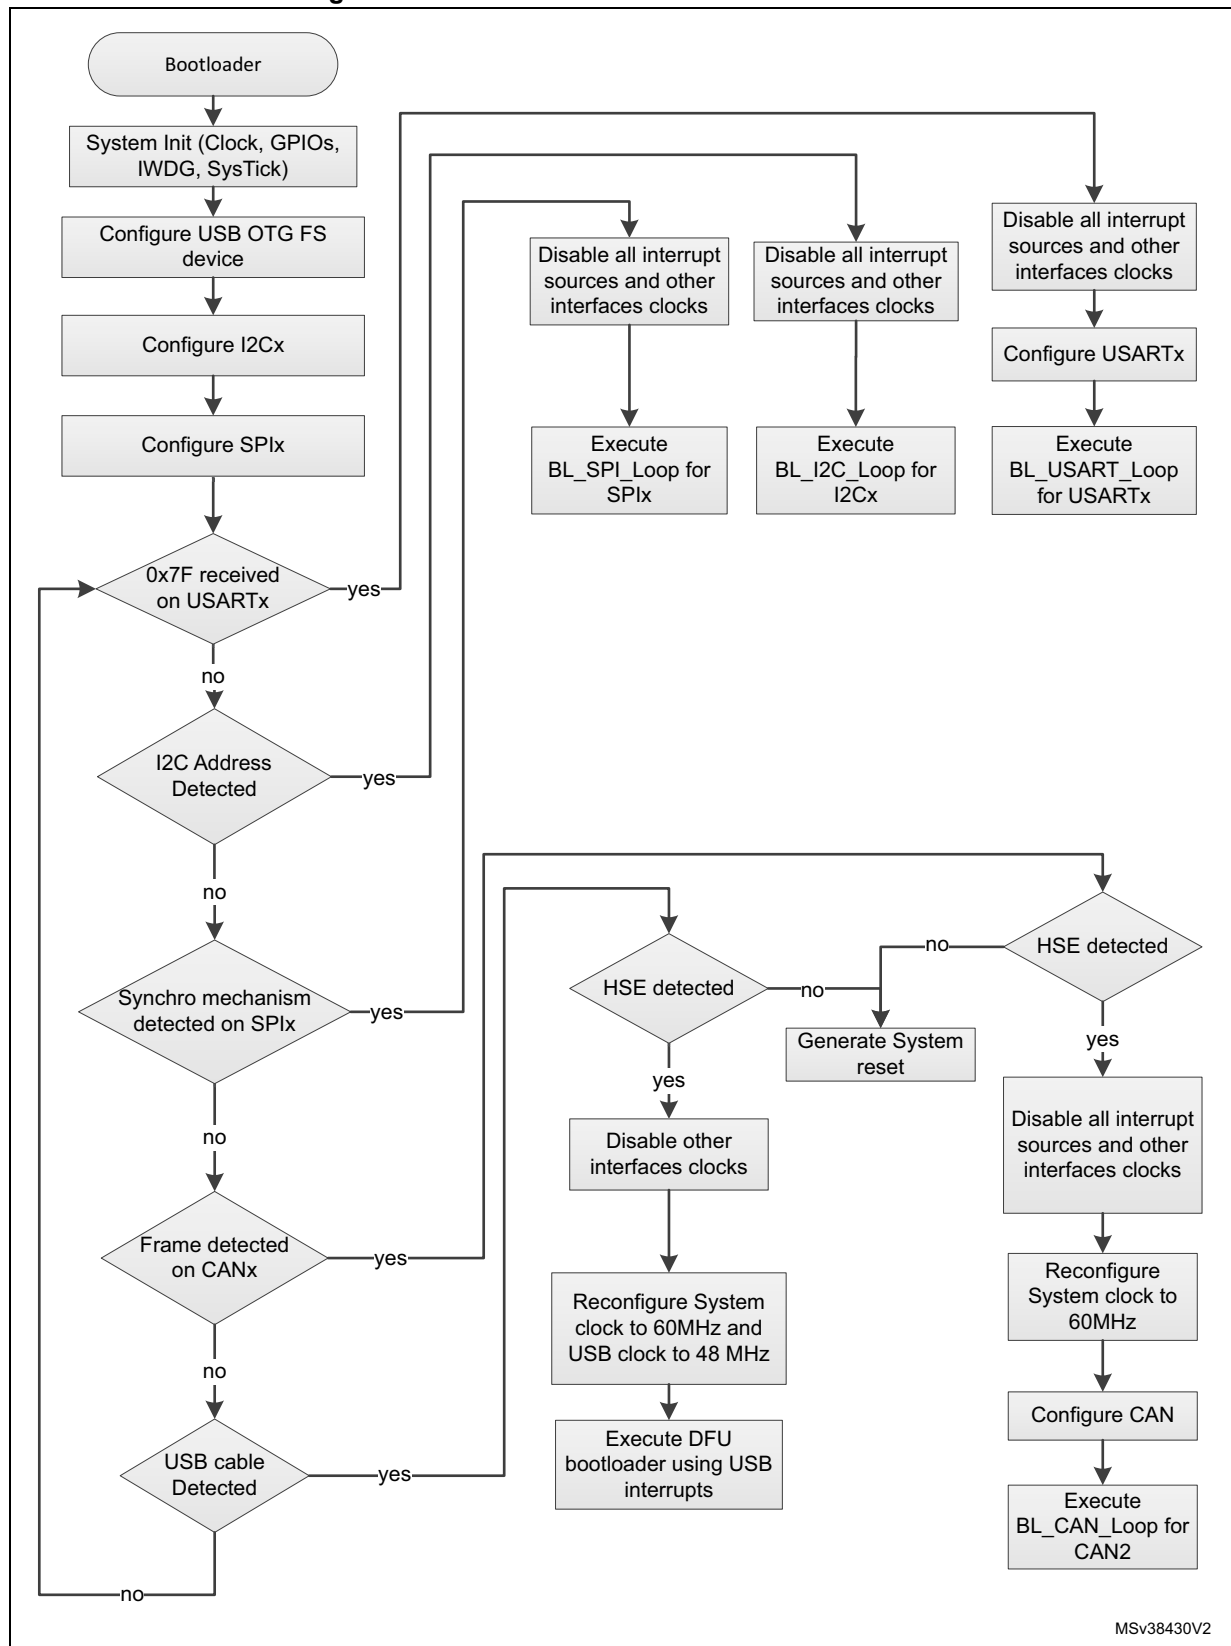 Bootloader
System Init (Clock, GPIOs,
IWDG, SysTick)
Configure USB OTG FS
device
Configure I2Cx
Configure SPIx
0x7F received
on USARTx
yes
no
I2C Address
Detected
yes
no
Synchro mechanism
detected on SPIx
yes
no
Frame detected
on CANx
yes
no
USB cable
Detected
yes
no
Disable all interrupt
sources and other
interfaces clocks
Execute
BL_SPI_Loop for
SPIx
Disable all interrupt
sources and other
interfaces clocks
Execute
BL_I2C_Loop for
I2Cx
Disable all interrupt
sources and other
interfaces clocks
Configure USARTx
Execute
BL_USART_Loop
for USARTx
HSE detected
no
yes
Generate System
reset
Disable other
interfaces clocks
Reconfigure System
clock to 60MHz and
USB clock to 48 MHz
Execute DFU
bootloader using USB
interrupts
HSE detected
no
yes
Disable all interrupt
sources and other
interfaces clocks
Reconfigure
System clock to
60MHz
Configure CAN
Execute
BL_CAN_Loop for
CAN2
MSv38430V2